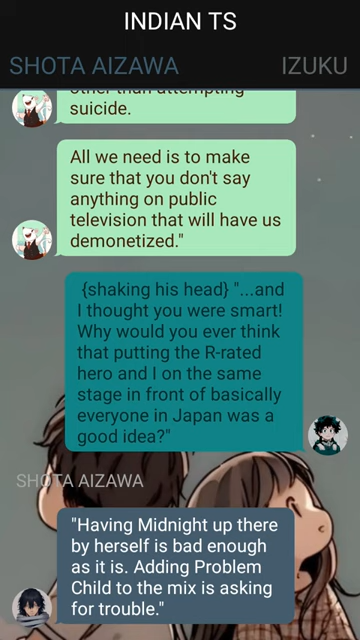 INDIAN TS
SHOTA AIZAWA IZUKU
other than attempting
suicide.
All we need is to make
sure that you don't say
anything on public
television that will have us
demonetized."
{shaking his head} "...and
I thought you were smart!
Why would you ever think
that putting the R-rated
hero and I on the same
stage in front of basically
everyone in Japan was a
good idea?"
SHOTA AIZAWA
"Having Midnight up there
by herself is bad enough
as it is. Adding Problem
Child to the mix is asking
for trouble."